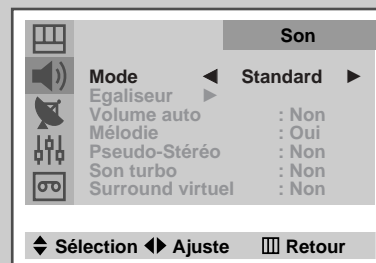 Son
Mode ◀ Standard ▶
Egaliseur ▶
Volume auto : Non
Mélodie : Oui
Pseudo-Stéréo : Non
Son turbo : Non
Surround virtuel : Non
Sélection Ajuste Retour